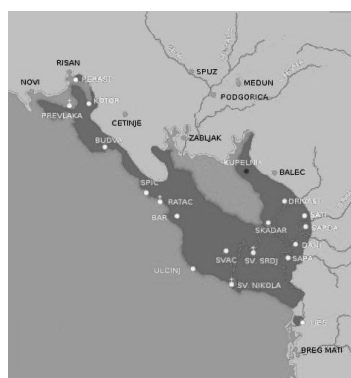 RISAN
PERAST
NOVI
SPUZ
MEDUN
PODGORICA
KOTOR
PREVLAKA
CETINJE
BUDVA
ZABLJAK
KUPELNIK
BALEC
SPIC
RATAC
DRIVAST
BAR
SATI
SKADAR
SARDA
DANJ
SVAC
SV. SRDJ
SAPA
ULCINJ
SV. NIKOLA
LJES
BREG MATI